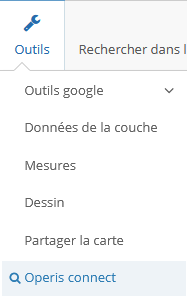 Outils
Rechercher dans l
Outils google
Données de la couche
Mesures
Dessin
Partager la carte
Operis connect